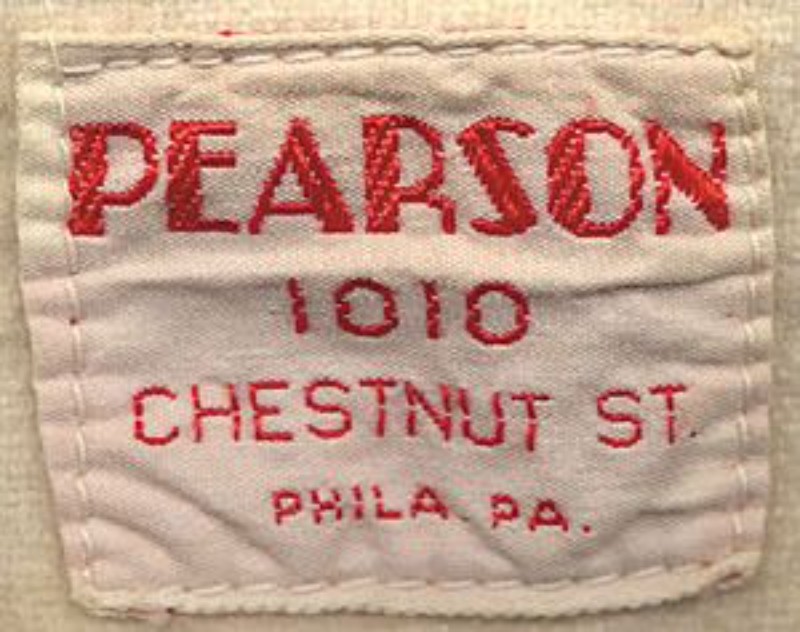 PEARSON
1010
CHESTNUT ST.
PHILA. PA.